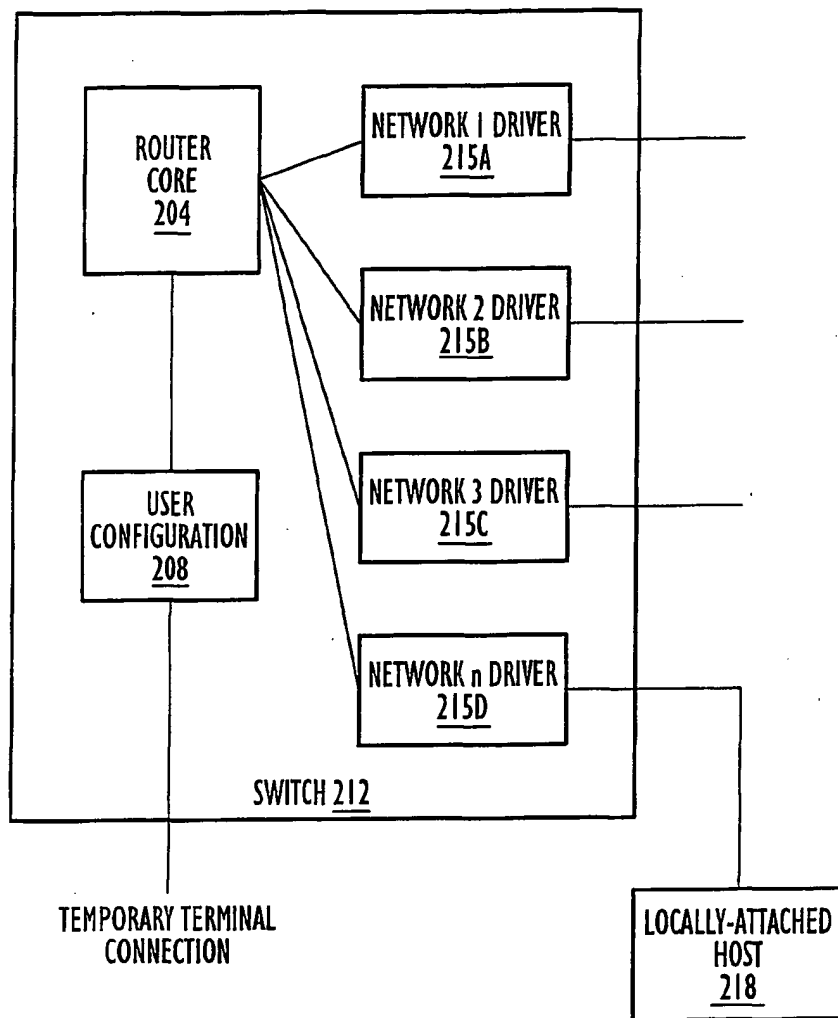 ROUTER
CORE
204
NETWORK 1 DRIVER
215A
NETWORK 2 DRIVER
215B
NETWORK 3 DRIVER
215C
USER
CONFIGURATION
208
NETWORK n DRIVER
215D
SWITCH 212
TEMPORARY TERMINAL
CONNECTION
LOCALLY-ATTACHED
HOST
218